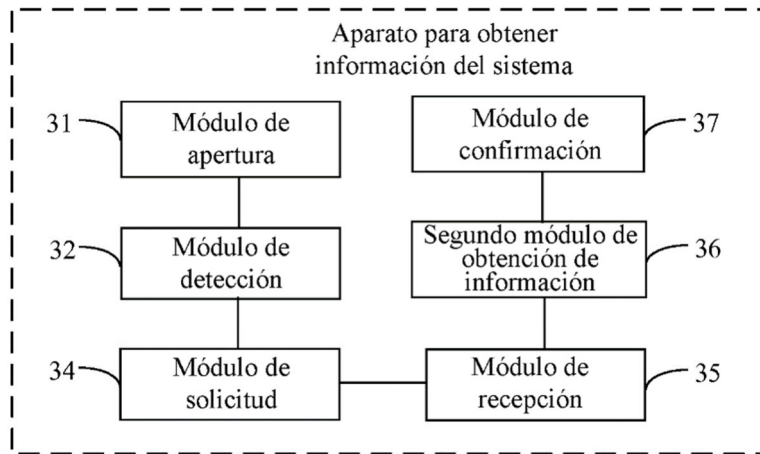 Aparato para obtener
información del sistema
31
Módulo de
apertura
Módulo de
confirmación
37
32
Módulo de
detección
Segundo módulo de
obtención de
información
36
34
Módulo de
solicitud
Módulo de
recepción
35